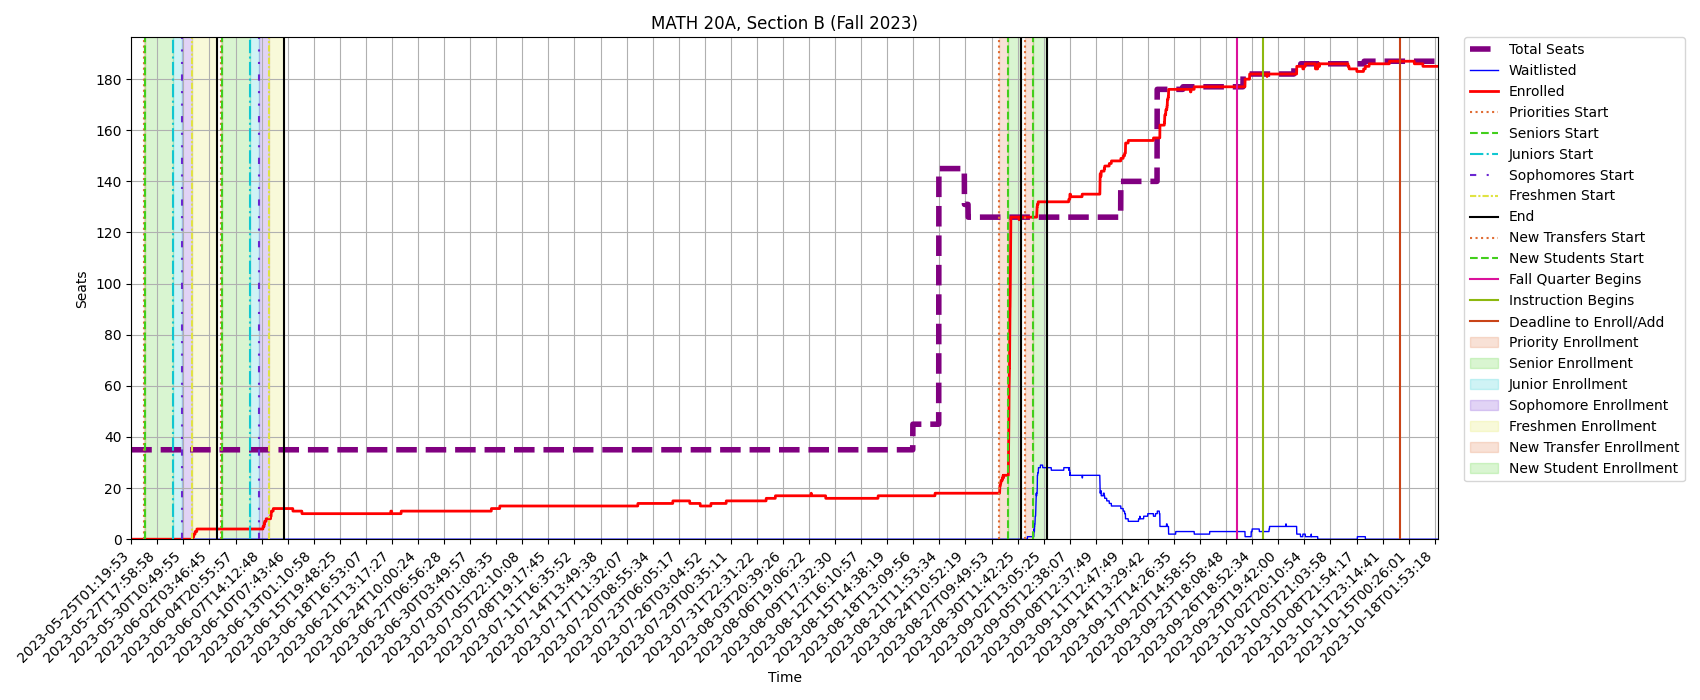 MATH 20A, Section B (Fall 2023)
Seats
180
160
140
120
100
80
60
40
20
0
2023-05-25T01:19:53
2023-05-27T17:58:58
2023-05-30T10:49:55
2023-06-02T03:46:45
2023-06-04T20:55:57
2023-06-07T14:12:48
2023-06-10T07:43:46
2023-06-13T01:10:58
2023-06-15T19:48:25
2023-06-18T16:53:07
2023-06-21T13:17:27
2023-06-24T10:00:24
2023-06-27T06:56:28
2023-06-30T03:49:57
2023-07-03T01:08:35
2023-07-05T22:10:08
2023-07-08T19:17:45
2023-07-11T16:35:52
2023-07-14T13:49:38
2023-07-17T11:32:07
2023-07-20T08:55:34
2023-07-23T06:05:17
2023-07-26T03:04:52
2023-07-29T00:35:11
2023-07-31T22:31:22
2023-08-03T20:39:26
2023-08-06T19:06:22
2023-08-09T17:32:30
2023-08-12T16:10:57
2023-08-15T14:38:19
2023-08-18T13:09:56
2023-08-21T11:53:34
2023-08-24T10:52:19
2023-08-27T09:49:53
2023-08-30T11:42:25
2023-09-02T13:05:25
2023-09-05T12:38:07
2023-09-08T12:37:49
2023-09-11T12:47:49
2023-09-14T13:29:42
2023-09-17T14:26:35
2023-09-20T14:58:55
2023-09-23T18:08:48
2023-09-26T18:52:34
2023-09-29T19:42:00
2023-10-02T20:10:54
2023-10-05T21:03:58
2023-10-08T21:54:17
2023-10-11T23:14:41
2023-10-15T00:26:01
2023-10-18T01:53:18
Time
Total Seats
Waitlisted
Enrolled
Priorities Start
Seniors Start
Juniors Start
Sophomores Start
Freshmen Start
End
New Transfers Start
New Students Start
Fall Quarter Begins
Instruction Begins
Deadline to Enroll/Add
Priority Enrollment
Senior Enrollment
Junior Enrollment
Sophomore Enrollment
Freshmen Enrollment
New Transfer Enrollment
New Student Enrollment